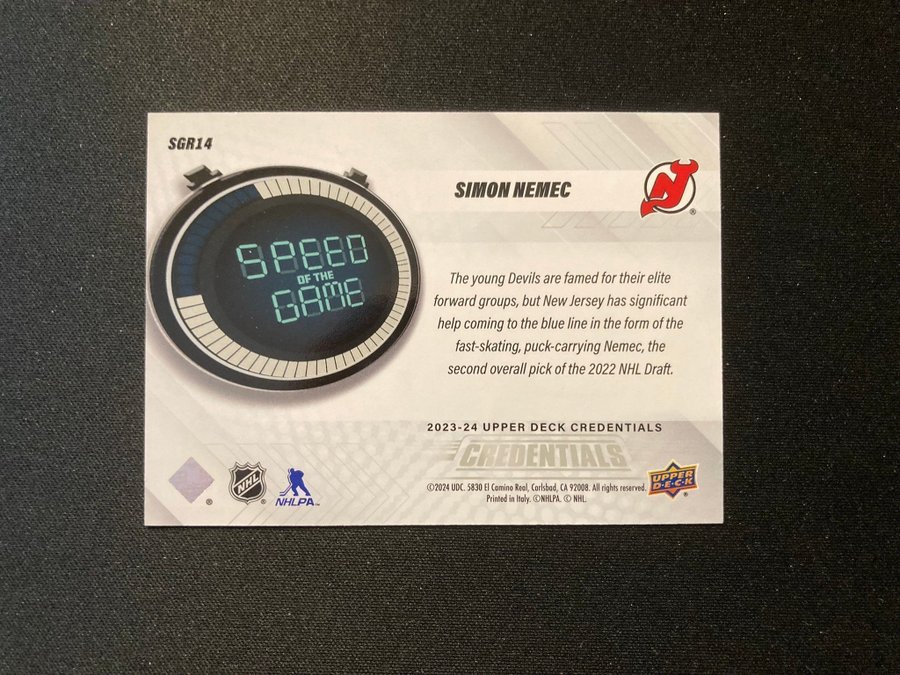 SGR14
SIMON NEMEC
SPEED
OF THE
GAME
The young Devils are famed for their elite
forward groups, but New Jersey has significant
help coming to the blue line in the form of the
fast-skating, puck-carrying Nemec, the
second overall pick of the 2022 NHL Draft.
2023-24 UPPER DECK CREDENTIALS
CREDENTIALS
©2024 UDC. 5830 El Camino Real, Carlsbad, CA 92008. All rights reserved.
Printed in Italy. ©NHLPA. © NHL.
NHL
NHLPA
UPPER
DECK